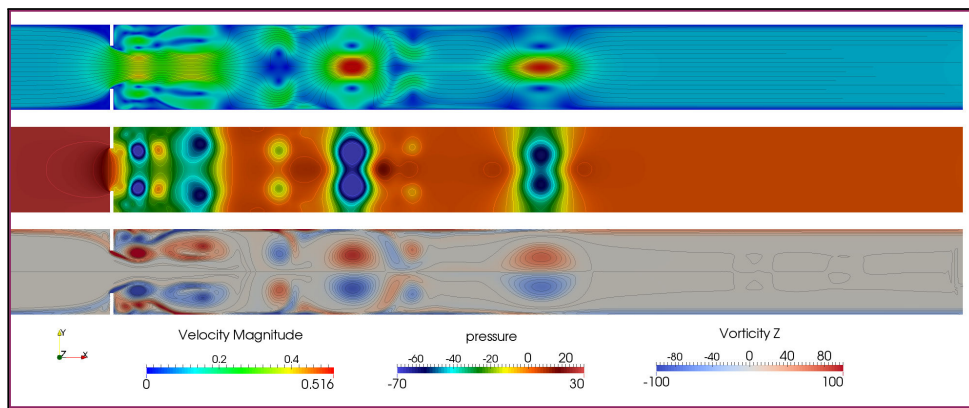 Velocity Magnitude
0.2 0.4
0 0.516
pressure
-60 -40 -20 0 20
-70 30
Vorticity Z
-80 -40 0 40 80
-100 100
Y
Z X